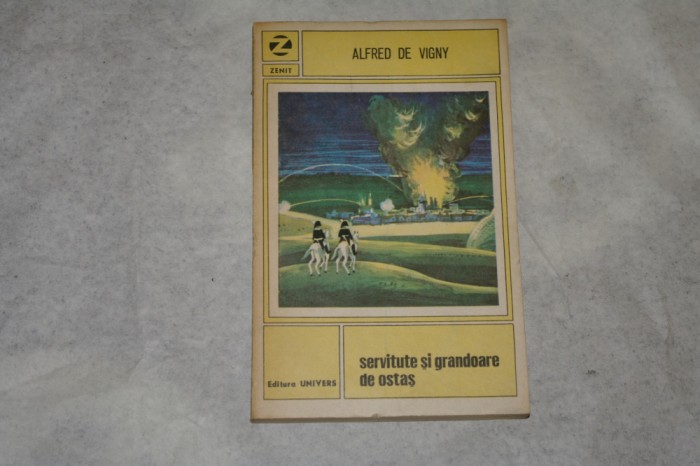 Z
ZENIT
ALFRED DE VIGNY
Editura UNIVERS
servitute și grandoare
de ostaș